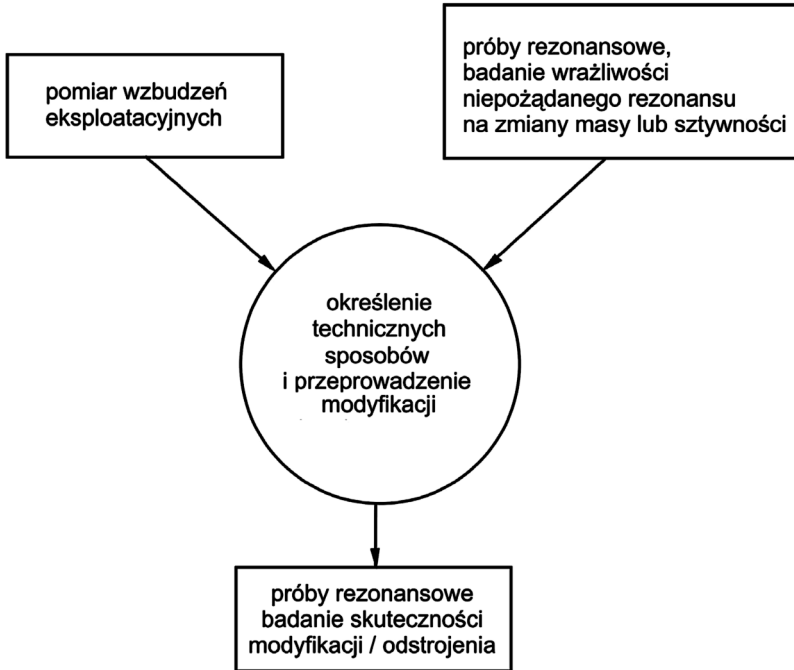 pomiar wzbudzeń
eksploatacyjnych
próby rezonansowe,
badanie wrażliwości
niepożądanego rezonansu
na zmiany masy lub sztywności
określenie
technicznych
sposobów
i przeprowadzenie
modyfikacji
próby rezonansowe
badanie skuteczności
modyfikacji / odstrojenia